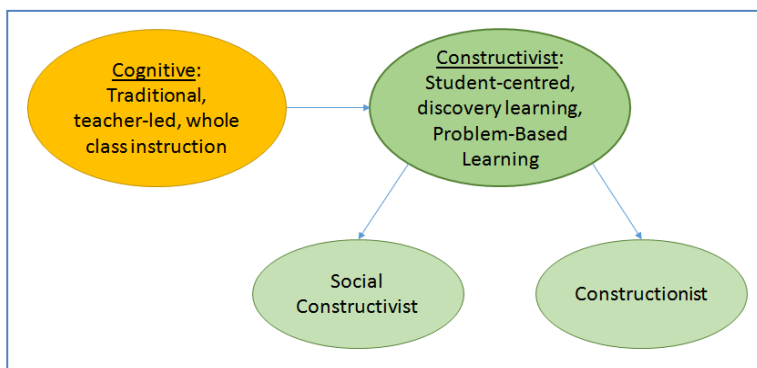 Cognitive:
Traditional,
teacher-led, whole
class instruction
Constructivist:
Student-centred,
discovery learning,
Problem-Based
Learning
Social
Constructivist
Constructionist